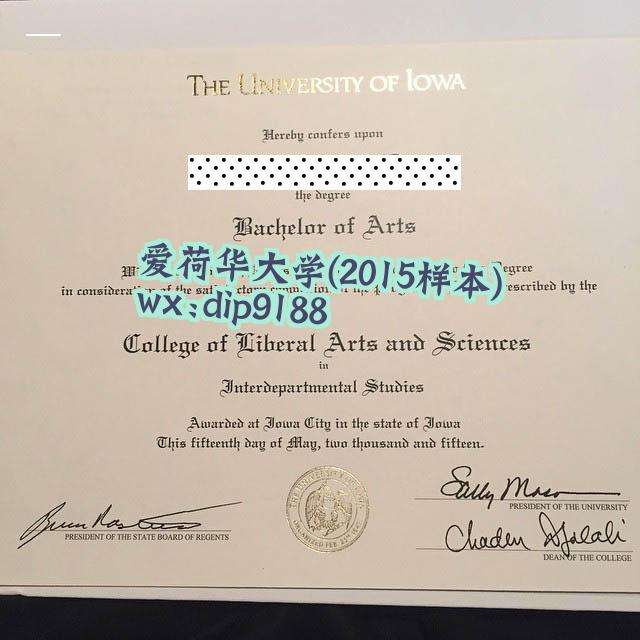 THE UNIVERSITY OF IOWA
Hereby confers upon
the degree
Bachelor of Arts
爱荷华大学(2015样本)
Degree
in consideration of the prescribed by the
wx:dip9188
College of Liberal Arts and Sciences
in
Interdepartmental Studies
Awarded at Iowa City in the state of Iowa
This fifteenth day of May, two thousand and fifteen.
Sally Mason
PRESIDENT OF THE UNIVERSITY
PRESIDENT OF THE STATE BOARD OF REGENTS
DEAN OF THE COLLEGE